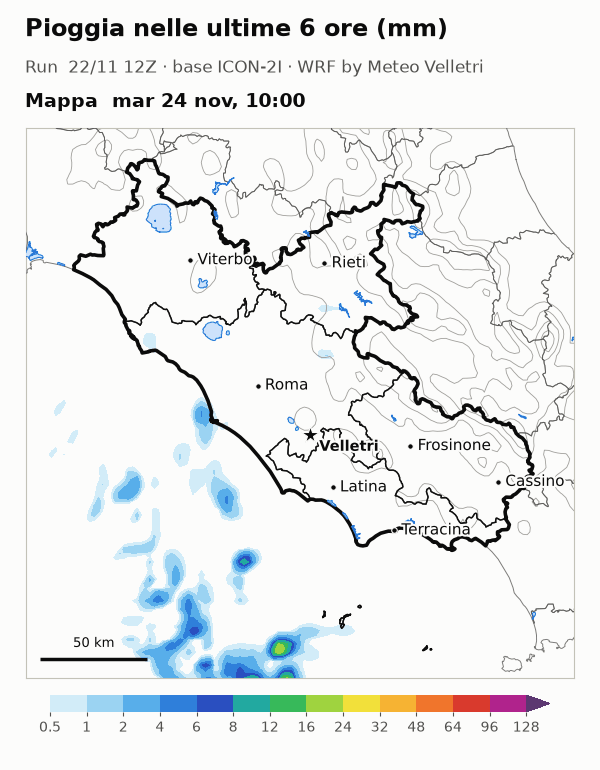 Pioggia nelle ultime 6 ore (mm)
Run  22/11 12Z · base ICON-2I · WRF by Meteo Velletri
Mappa  mar 24 nov, 10:00
Viterbo
Rieti
Roma
Velletri
Frosinone
Latina
Cassino
Terracina
50 km
0.5 1 2 4 6 8 12 16 24 32 48 64 96 128